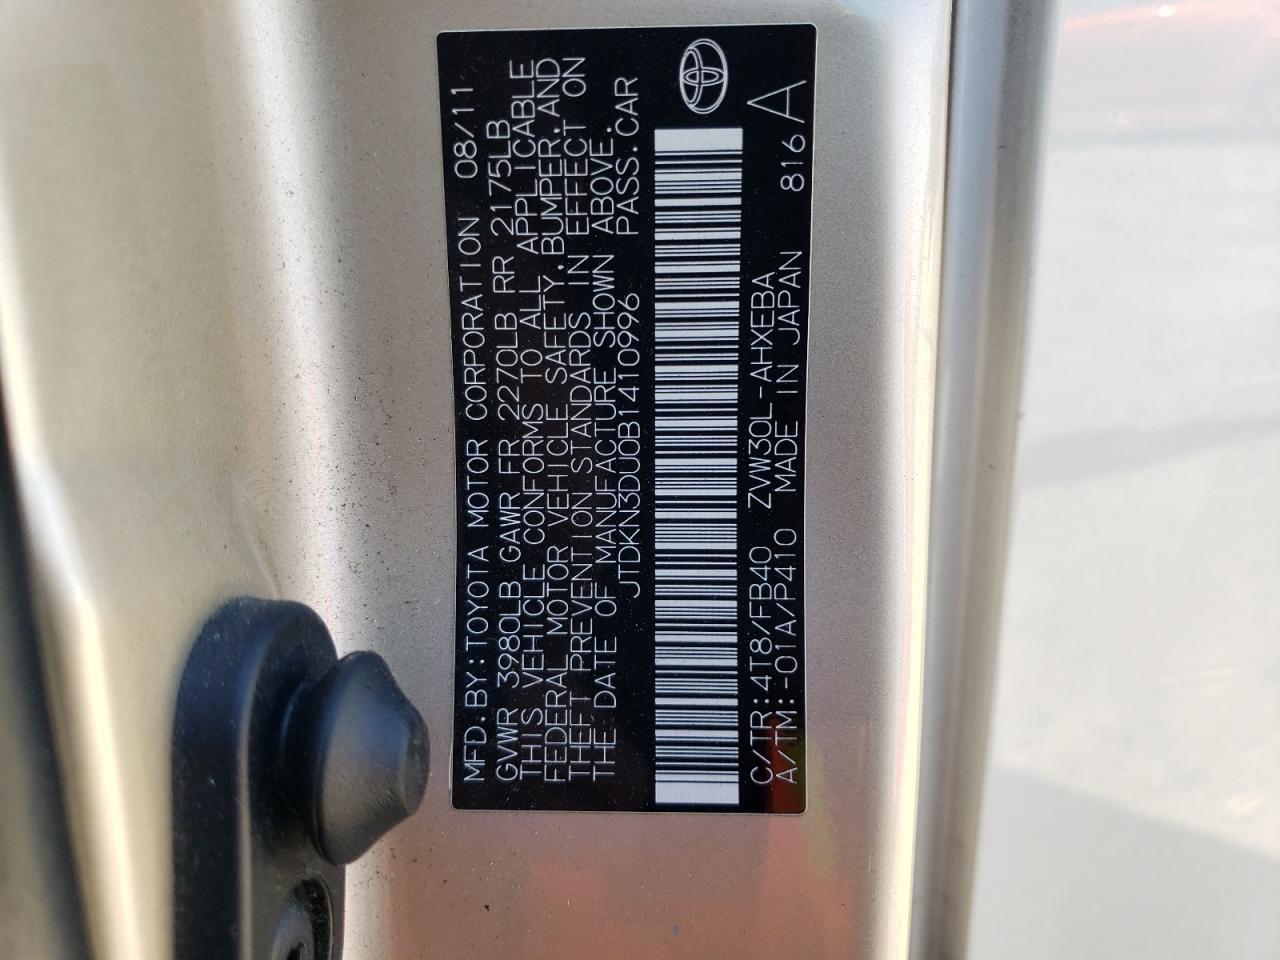 MFD.BY:TOYOTA MOTOR CORPORATION 08/11
GVWR 3980LB GAWR FR 2270LB RR 2175LB
THIS VEHICLE CONFORMS TO ALL APPLICABLE
FEDERAL MOTOR VEHICLE SAFETY.BUMPER.AND
THEFT PREVENTION STANDARDS IN EFFECT ON
THE DATE OF MANUFACTURE SHOWN ABOVE.
JTDKN3DU0B1410996 PASS.CAR
C/TR:4T8/FB40 ZVW30L-AHXEBA A
A/TM:-01A/P410 MADE IN JAPAN 816